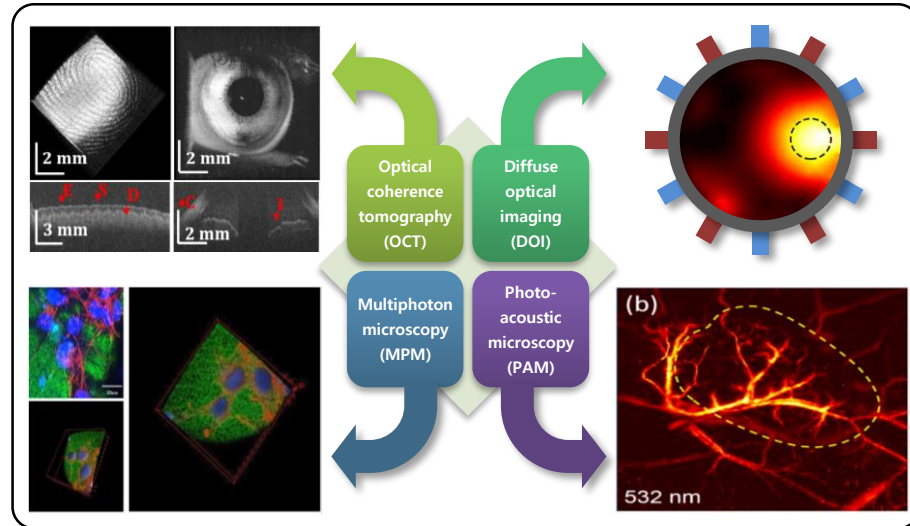 2 mm
2 mm
E S D
3 mm
C I
2 mm
Optical
coherence
tomography
(OCT)
Diffuse
optical
imaging
(DOI)
Multiphoton
microscopy
(MPM)
Photo-
acoustic
microscopy
(PAM)
(b)
532 nm